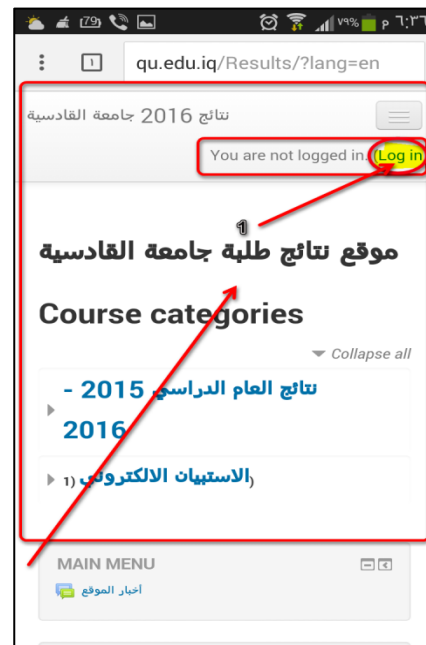 79 ٧٩% م ٦:٣٦
١ qu.edu.iq/Results/?lang=en
نتائج 2016 جامعة القادسية
You are not logged in. (Log in
1
موقع نتائج طلبة جامعة القادسية
Course categories
Collapse all
نتائج العام الدراسي 2015 -
2016
الاستبيان الالكتروني (1)
MAIN MENU
أخبار الموقع